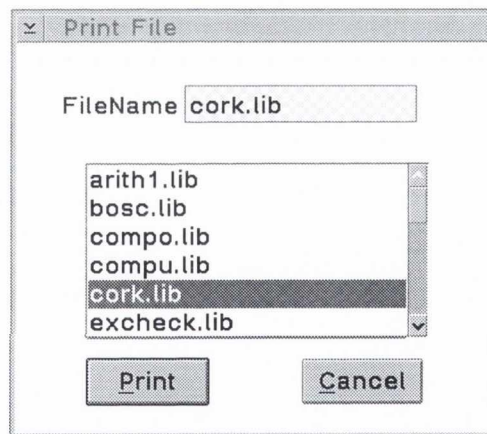 Print File
FileName cork.lib
arith1.lib
bosc.lib
compo.lib
compu.lib
cork.lib
excheck.lib
Print Cancel